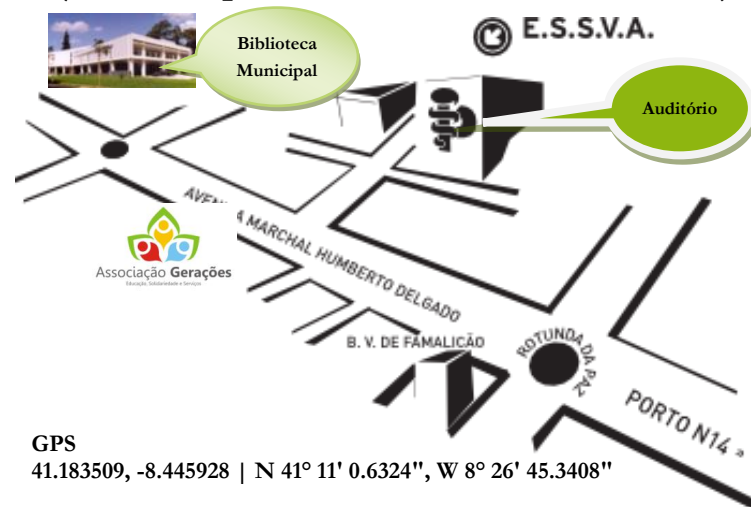 Biblioteca
Municipal
E.S.S.V.A.
Auditório
AVENIDA MARCHAL HUMBERTO DELGADO
Associação Gerações
Educação, Solidariedade e Serviços
B. V. DE FAMALICÃO
ROTUNDA DA PAZ
PORTO N14 »
GPS
41.183509, -8.445928 | N 41° 11' 0.6324", W 8° 26' 45.3408"